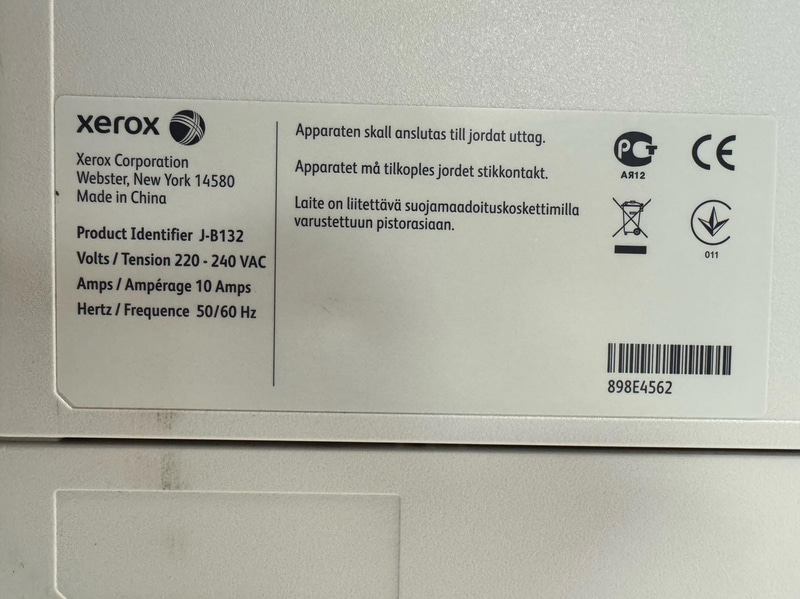 xerox
Xerox Corporation
Webster, New York 14580
Made in China
Product Identifier J-B132
Volts / Tension 220 - 240 VAC
Amps / Ampérage 10 Amps
Hertz / Frequence 50/60 Hz
Apparaten skall anslutas till jordat uttag.
Apparatet må tilkoples jordet stikkontakt.
Laite on liitettävä suojamaadoituskoskettimilla
varustettuun pistorasiaan.
РСТ
АЯ12
CE
011
898E4562